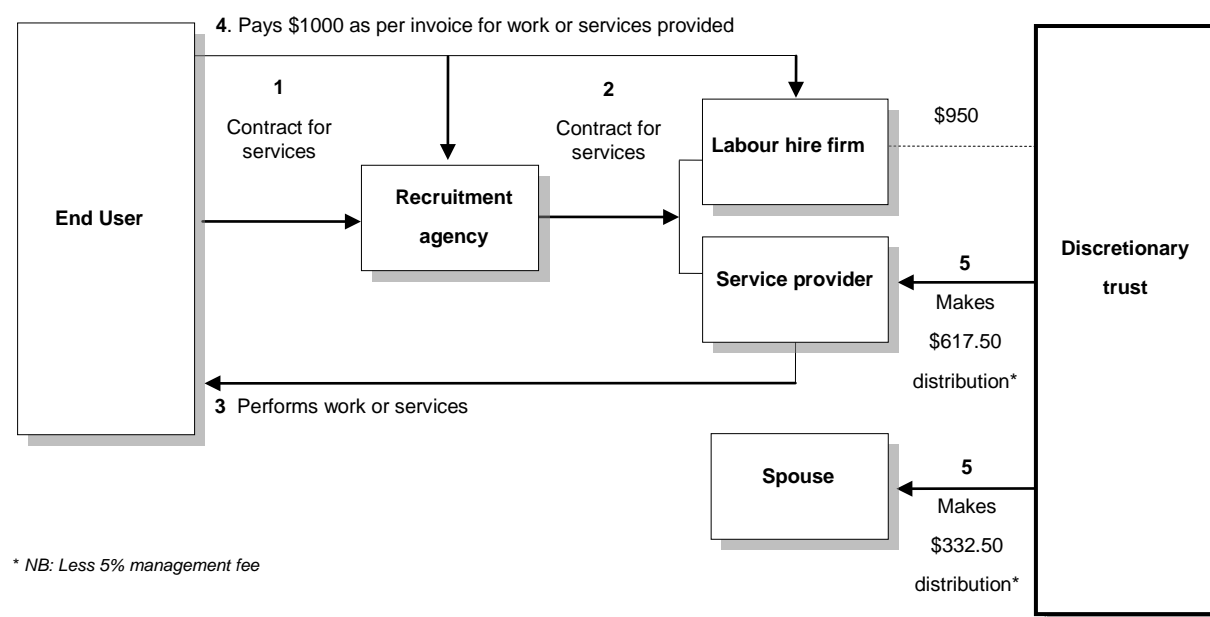 4. Pays $1000 as per invoice for work or services provided
1
Contract for
services
2
Contract for
services
Labour hire firm
$950
End User
Recruitment
agency
Service provider
Discretionary
trust
5
Makes
$617.50
distribution*
3 Performs work or services
Spouse
5
Makes
$332.50
distribution*
* NB: Less 5% management fee